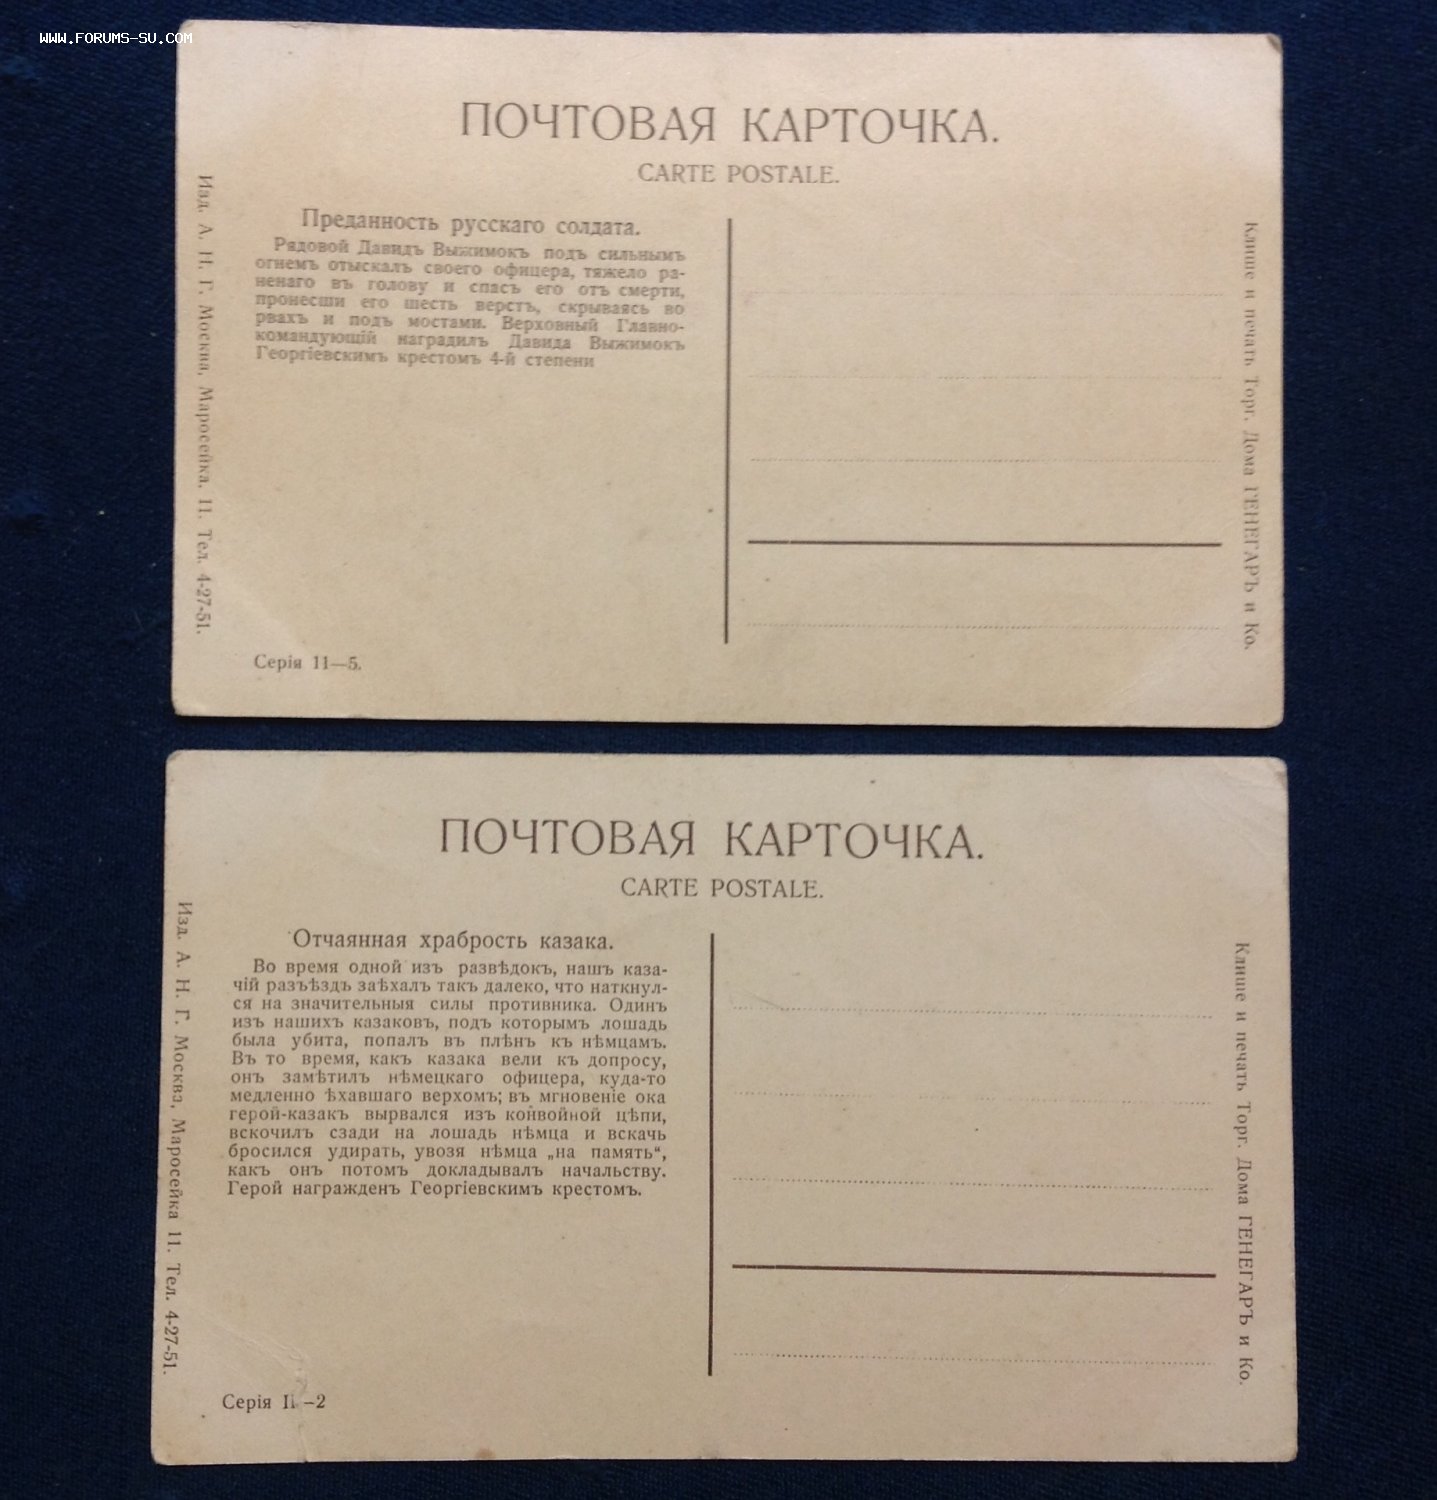 WWW.FORUMS-SU.COM
ПОЧТОВАЯ КАРТОЧКА.
CARTE POSTALE.
Изд. А. Н. Г. Москва, Маросейка, 11. Тел. 4-27-51.
Преданность русскаго солдата.
Рядовой Давидъ Выжимокъ подъ сильнымъ
огнемъ отыскалъ своего офицера, тяжело ра-
ненаго въ голову и спасъ его отъ смерти,
пронесши его шесть верстъ, скрываясь во
рвахъ и подъ мостами. Верховный Главно-
командующій наградилъ Давида Выжимокъ
Георгіевскимъ крестомъ 4-й степени
Серія 11—5.
Клише и печать Торг. Дома ГЕНЕГАРЪ и Ко.
ПОЧТОВАЯ КАРТОЧКА.
CARTE POSTALE.
Изд. А. Н. Г. Москва, Маросейка 11. Тел. 4-27-51.
Отчаянная храбрость казака.
Во время одной изъ развѣдокъ, нашъ каза-
чій разъѣздъ заѣхалъ такъ далеко, что наткнул-
ся на значительныя силы противника. Одинъ
изъ нашихъ казаковъ, подъ которымъ лошадь
была убита, попалъ въ плѣнъ къ нѣмцамъ.
Въ то время, какъ казака вели къ допросу,
онъ замѣтилъ нѣмецкаго офицера, куда-то
медленно ѣхавшаго верхомъ; въ мгновеніе ока
герой-казакъ вырвался изъ конвойной цѣпи,
вскочилъ сзади на лошадь нѣмца и вскачь
бросился удирать, увозя нѣмца „на память“,
какъ онъ потомъ докладывалъ начальству.
Герой награжденъ Георгіевскимъ крестомъ.
Серія 11–2
Клише и печать Торг. Дома ГЕНЕГАРЪ и Ко.